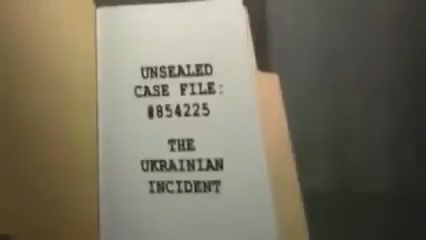 UNSEALED
CASE FILE:
#854225
THE
UKRAINIAN
INCIDENT